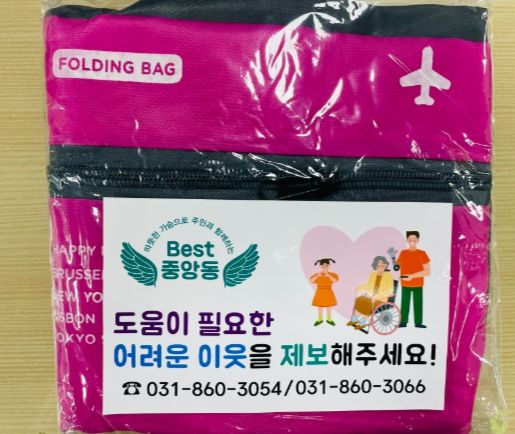 FOLDING BAG
따뜻한 가슴으로 주민과 함께하는
Best
중앙동
HAPPY
NEW YO
TOKYO
도움이 필요한
어려운 이웃을 제보해주세요!
☎ 031-860-3054/031-860-3066